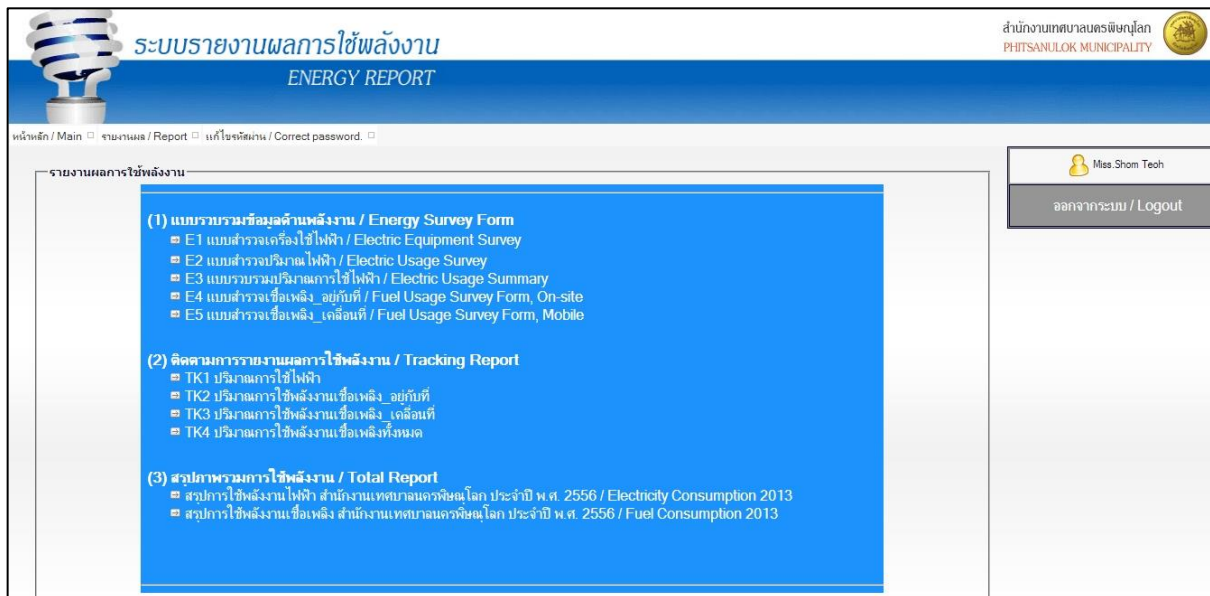 ระบบรายงานผลการใช้พลังงาน
ENERGY REPORT
สำนักงานเทศบาลนครพิษณุโลก
PHITSANULOK MUNICIPALITY
หน้าหลัก / Main รายงานผล / Report แก้ไขรหัสผ่าน / Correct password.
Miss.Shom Teoh
ออกจากระบบ / Logout
รายงานผลการใช้พลังงาน
(1) แบบรวบรวมข้อมูลด้านพลังงาน / Energy Survey Form
E1 แบบสำรวจเครื่องใช้ไฟฟ้า / Electric Equipment Survey
E2 แบบสำรวจปริมาณไฟฟ้า / Electric Usage Survey
E3 แบบรวบรวมปริมาณการใช้ไฟฟ้า / Electric Usage Summary
E4 แบบสำรวจเชื้อเพลิง_อยู่กับที่ / Fuel Usage Survey Form, On-site
E5 แบบสำรวจเชื้อเพลิง_เคลื่อนที่ / Fuel Usage Survey Form, Mobile
(2) ติดตามการรายงานผลการใช้พลังงาน / Tracking Report
TK1 ปริมาณการใช้ไฟฟ้า
TK2 ปริมาณการใช้พลังงานเชื้อเพลิง_อยู่กับที่
TK3 ปริมาณการใช้พลังงานเชื้อเพลิง_เคลื่อนที่
TK4 ปริมาณการใช้พลังงานเชื้อเพลิงทั้งหมด
(3) สรุปภาพรวมการใช้พลังงาน / Total Report
สรุปการใช้พลังงานไฟฟ้า สำนักงานเทศบาลนครพิษณุโลก ประจำปี พ.ศ. 2556 / Electricity Consumption 2013
สรุปการใช้พลังงานเชื้อเพลิง สำนักงานเทศบาลนครพิษณุโลก ประจำปี พ.ศ. 2556 / Fuel Consumption 2013